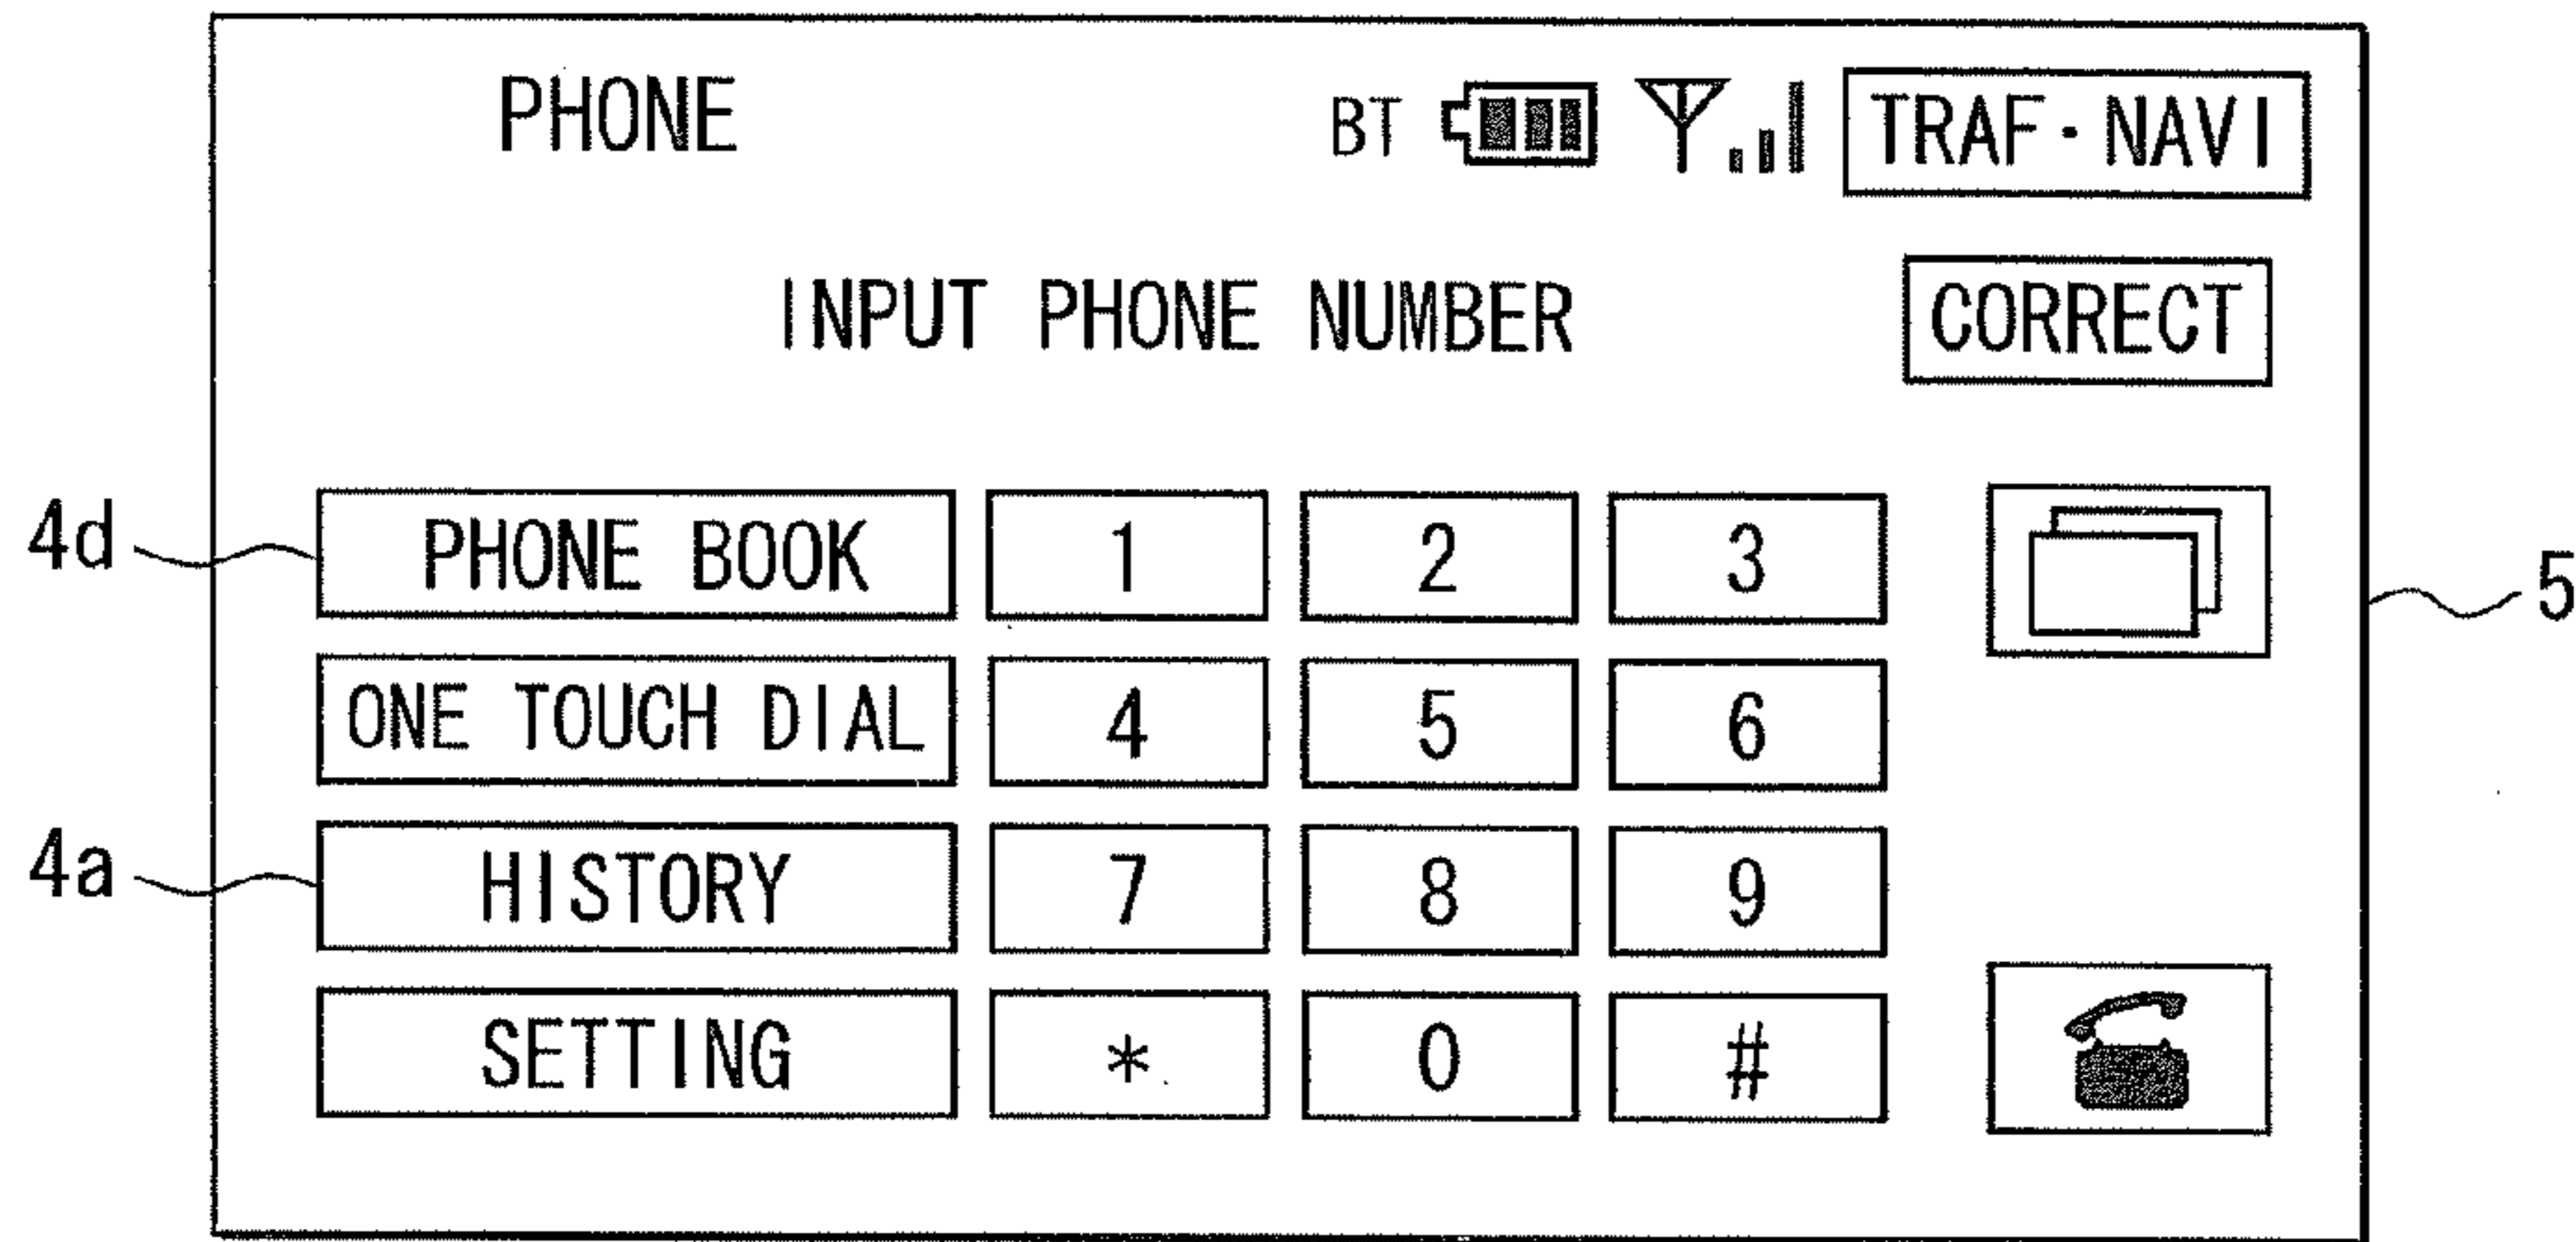 PHONE BT TRAF·NAVI
INPUT PHONE NUMBER CORRECT
4d PHONE BOOK 1 2 3 5
ONE TOUCH DIAL 4 5 6
4a HISTORY 7 8 9
SETTING * 0 #